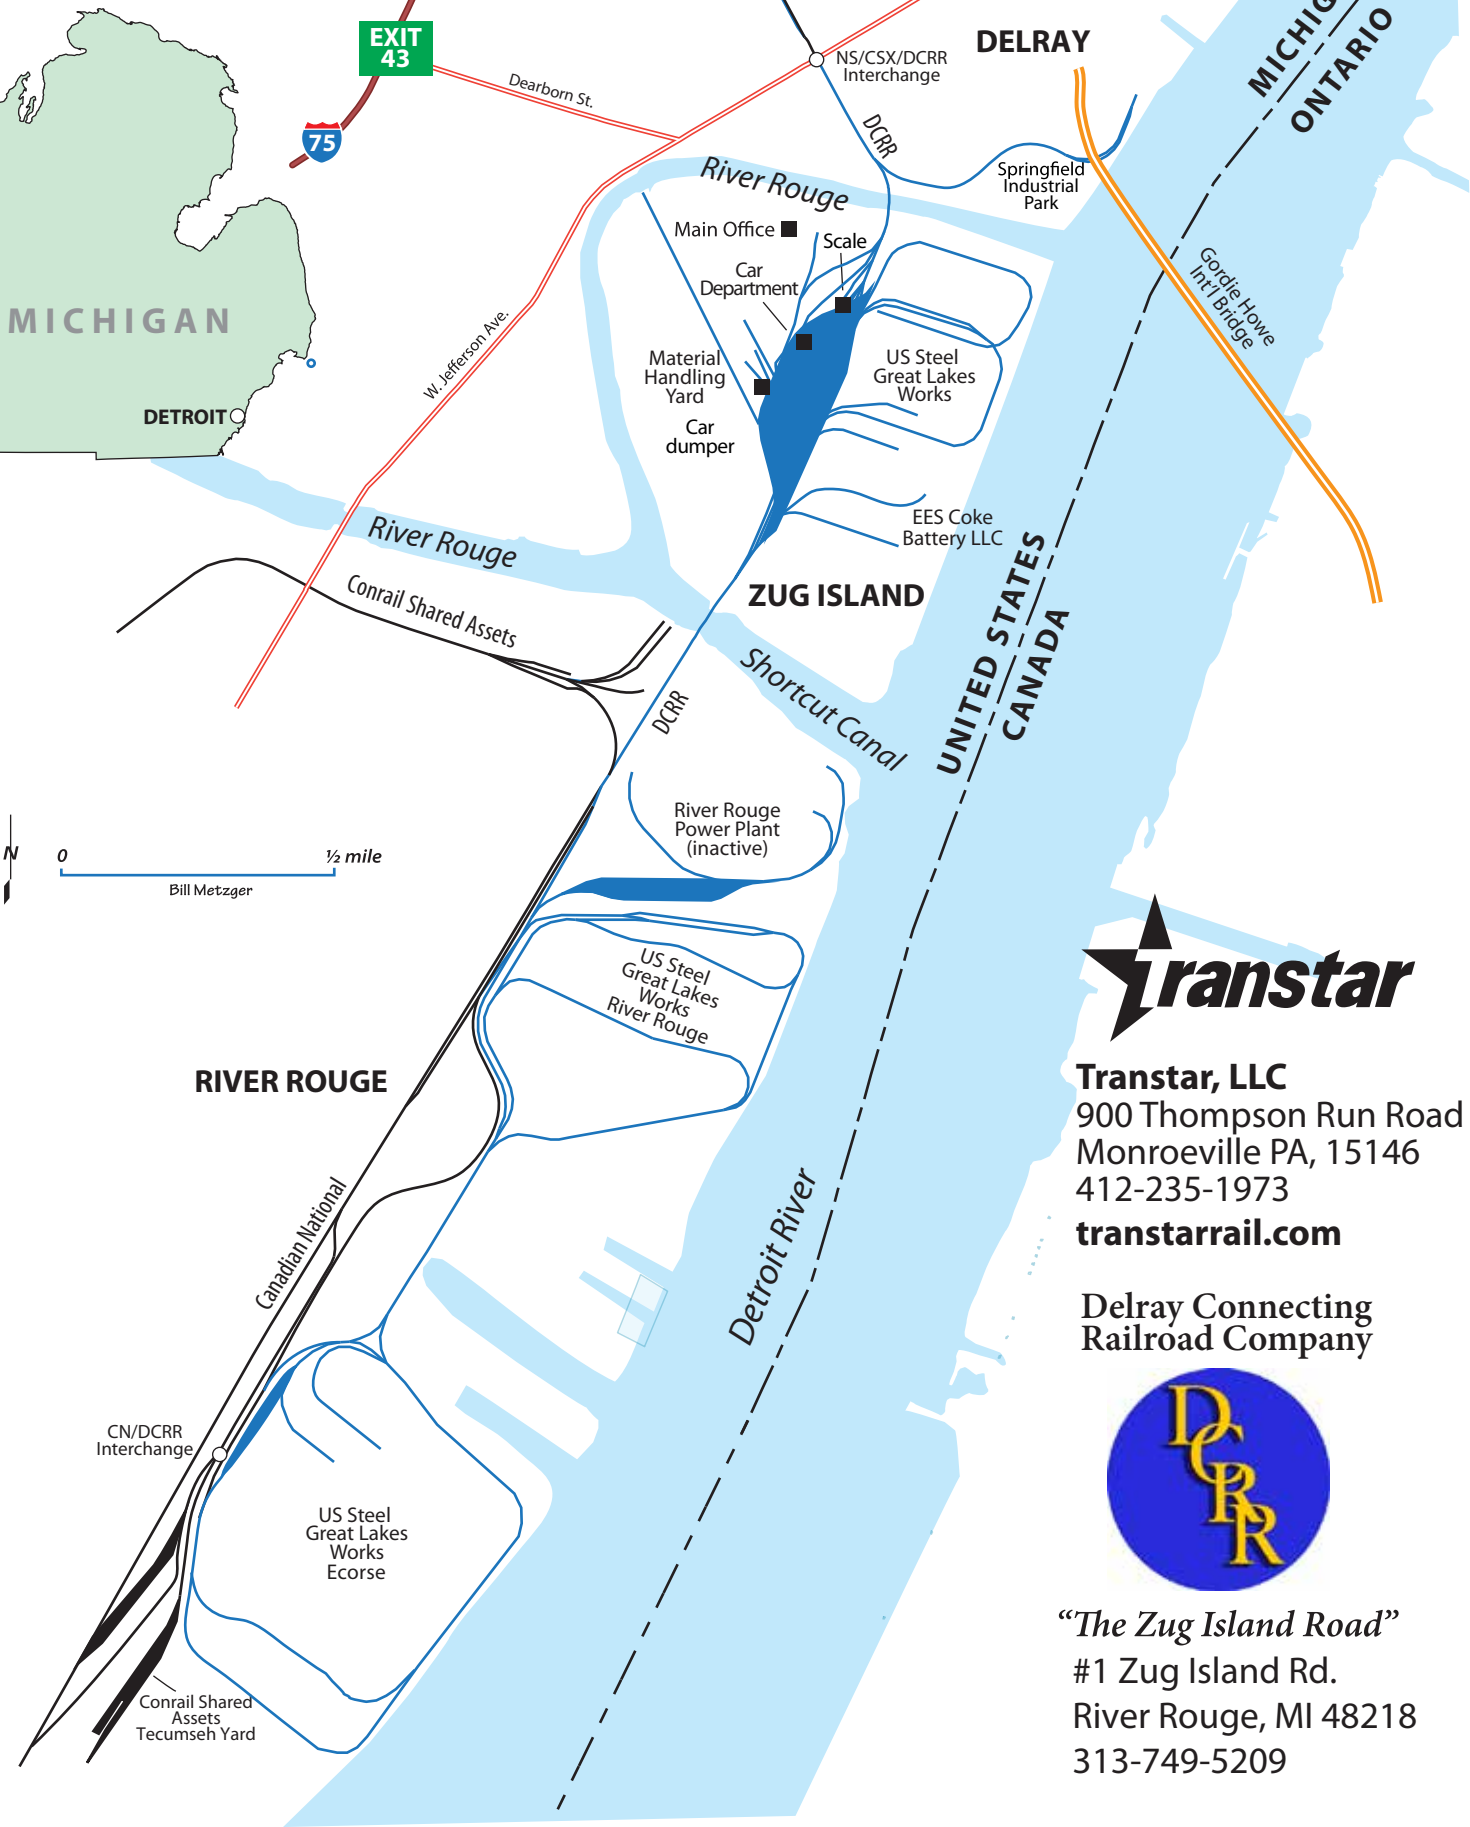 EXIT
43
75
Dearborn St.
NS/CSX/DCRR
Interchange
DELRAY
MICHIG
ONTARIO
DCRR
River Rouge
Springfield
Industrial
Park
Main Office
Scale
Car
Department
Gordie Howe
Int'l Bridge
MICHIGAN
DETROIT
W. Jefferson Ave.
Material
Handling
Yard
Car
dumper
US Steel
Great Lakes
Works
EES Coke
Battery LLC
River Rouge
Conrail Shared Assets
ZUG ISLAND
UNITED STATES
CANADA
Shortcut Canal
DCRR
River Rouge
Power Plant
(inactive)
N
0
½ mile
Bill Metzger
US Steel
Great Lakes
Works
River Rouge
RIVER ROUGE
Transtar
Transtar, LLC
900 Thompson Run Road
Monroeville PA, 15146
412-235-1973
transtarrail.com
Canadian National
Detroit River
Delray Connecting
Railroad Company
DCRR
CN/DCRR
Interchange
US Steel
Great Lakes
Works
Ecorse
Conrail Shared
Assets
Tecumseh Yard
“The Zug Island Road”
#1 Zug Island Rd.
River Rouge, MI 48218
313-749-5209